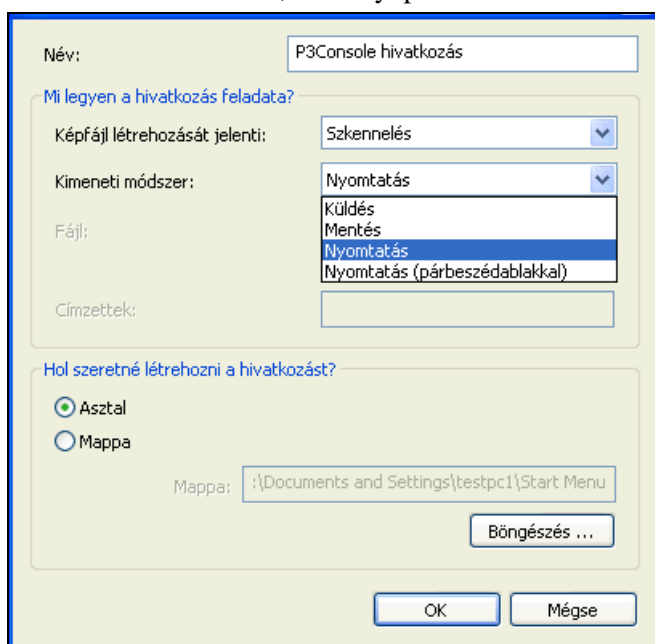 Név: P3Console hivatkozás
Mi legyen a hivatkozás feladata?
Képfájl létrehozását jelenti: Szkennelés
Kimeneti módszer: Nyomtatás
Küldés
Mentés
Fájl:
Nyomtatás
Nyomtatás (párbeszédablakkal)
Címzettek:
Hol szeretné létrehozni a hivatkozást?
Asztal
Mappa
Mappa: :\Documents and Settings\testpc1\Start Menu
Böngészés ...
OK Mégse